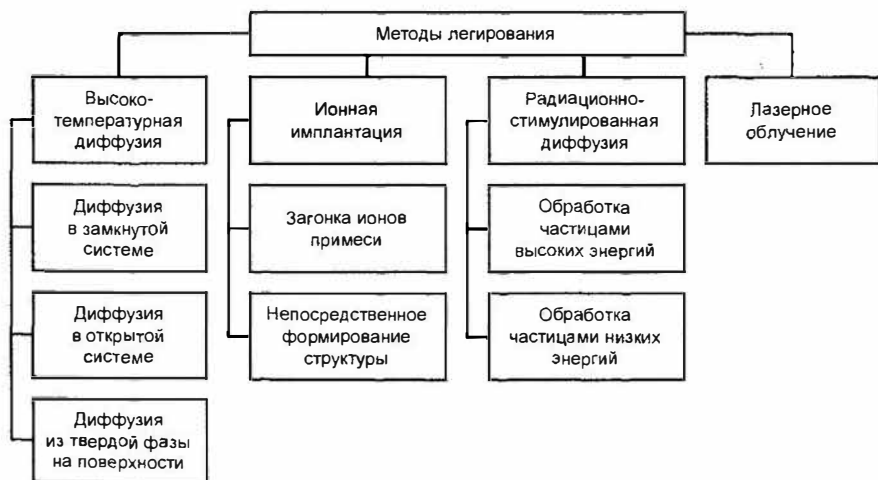 Методы легирования
Высоко-
температурная
диффузия
Ионная
имплантация
Радиационно-
стимулированная
диффузия
Лазерное
облучение
Диффузия
в замкнутой
системе
Загонка ионов
примеси
Обработка
частицами
высоких энергий
Диффузия
в открытой
системе
Непосредственное
формирование
структуры
Обработка
частицами низких
энергий
Диффузия
из твердой фазы
на поверхности